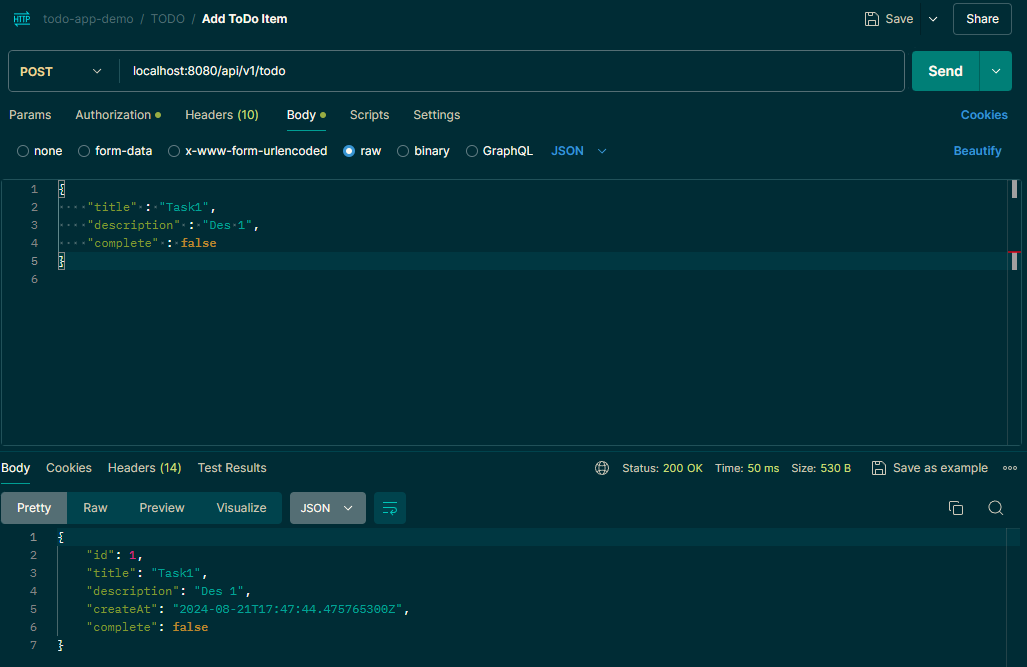 HTTP todo-app-demo / TODO / Add ToDo Item Save Share
POST localhost:8080/api/v1/todo Send
Params Authorization Headers (10) Body Scripts Settings Cookies
none form-data x-www-form-urlencoded raw binary GraphQL JSON Beautify
1 {
2 "title" : "Task1",
3 "description" : "Des 1",
4 "complete" : false
5 }
6
Body Cookies Headers (14) Test Results Status: 200 OK Time: 50 ms Size: 530 B Save as example
Pretty Raw Preview Visualize JSON
1 {
2 "id": 1,
3 "title": "Task1",
4 "description": "Des 1",
5 "createAt": "2024-08-21T17:47:44.475765300Z",
6 "complete": false
7 }